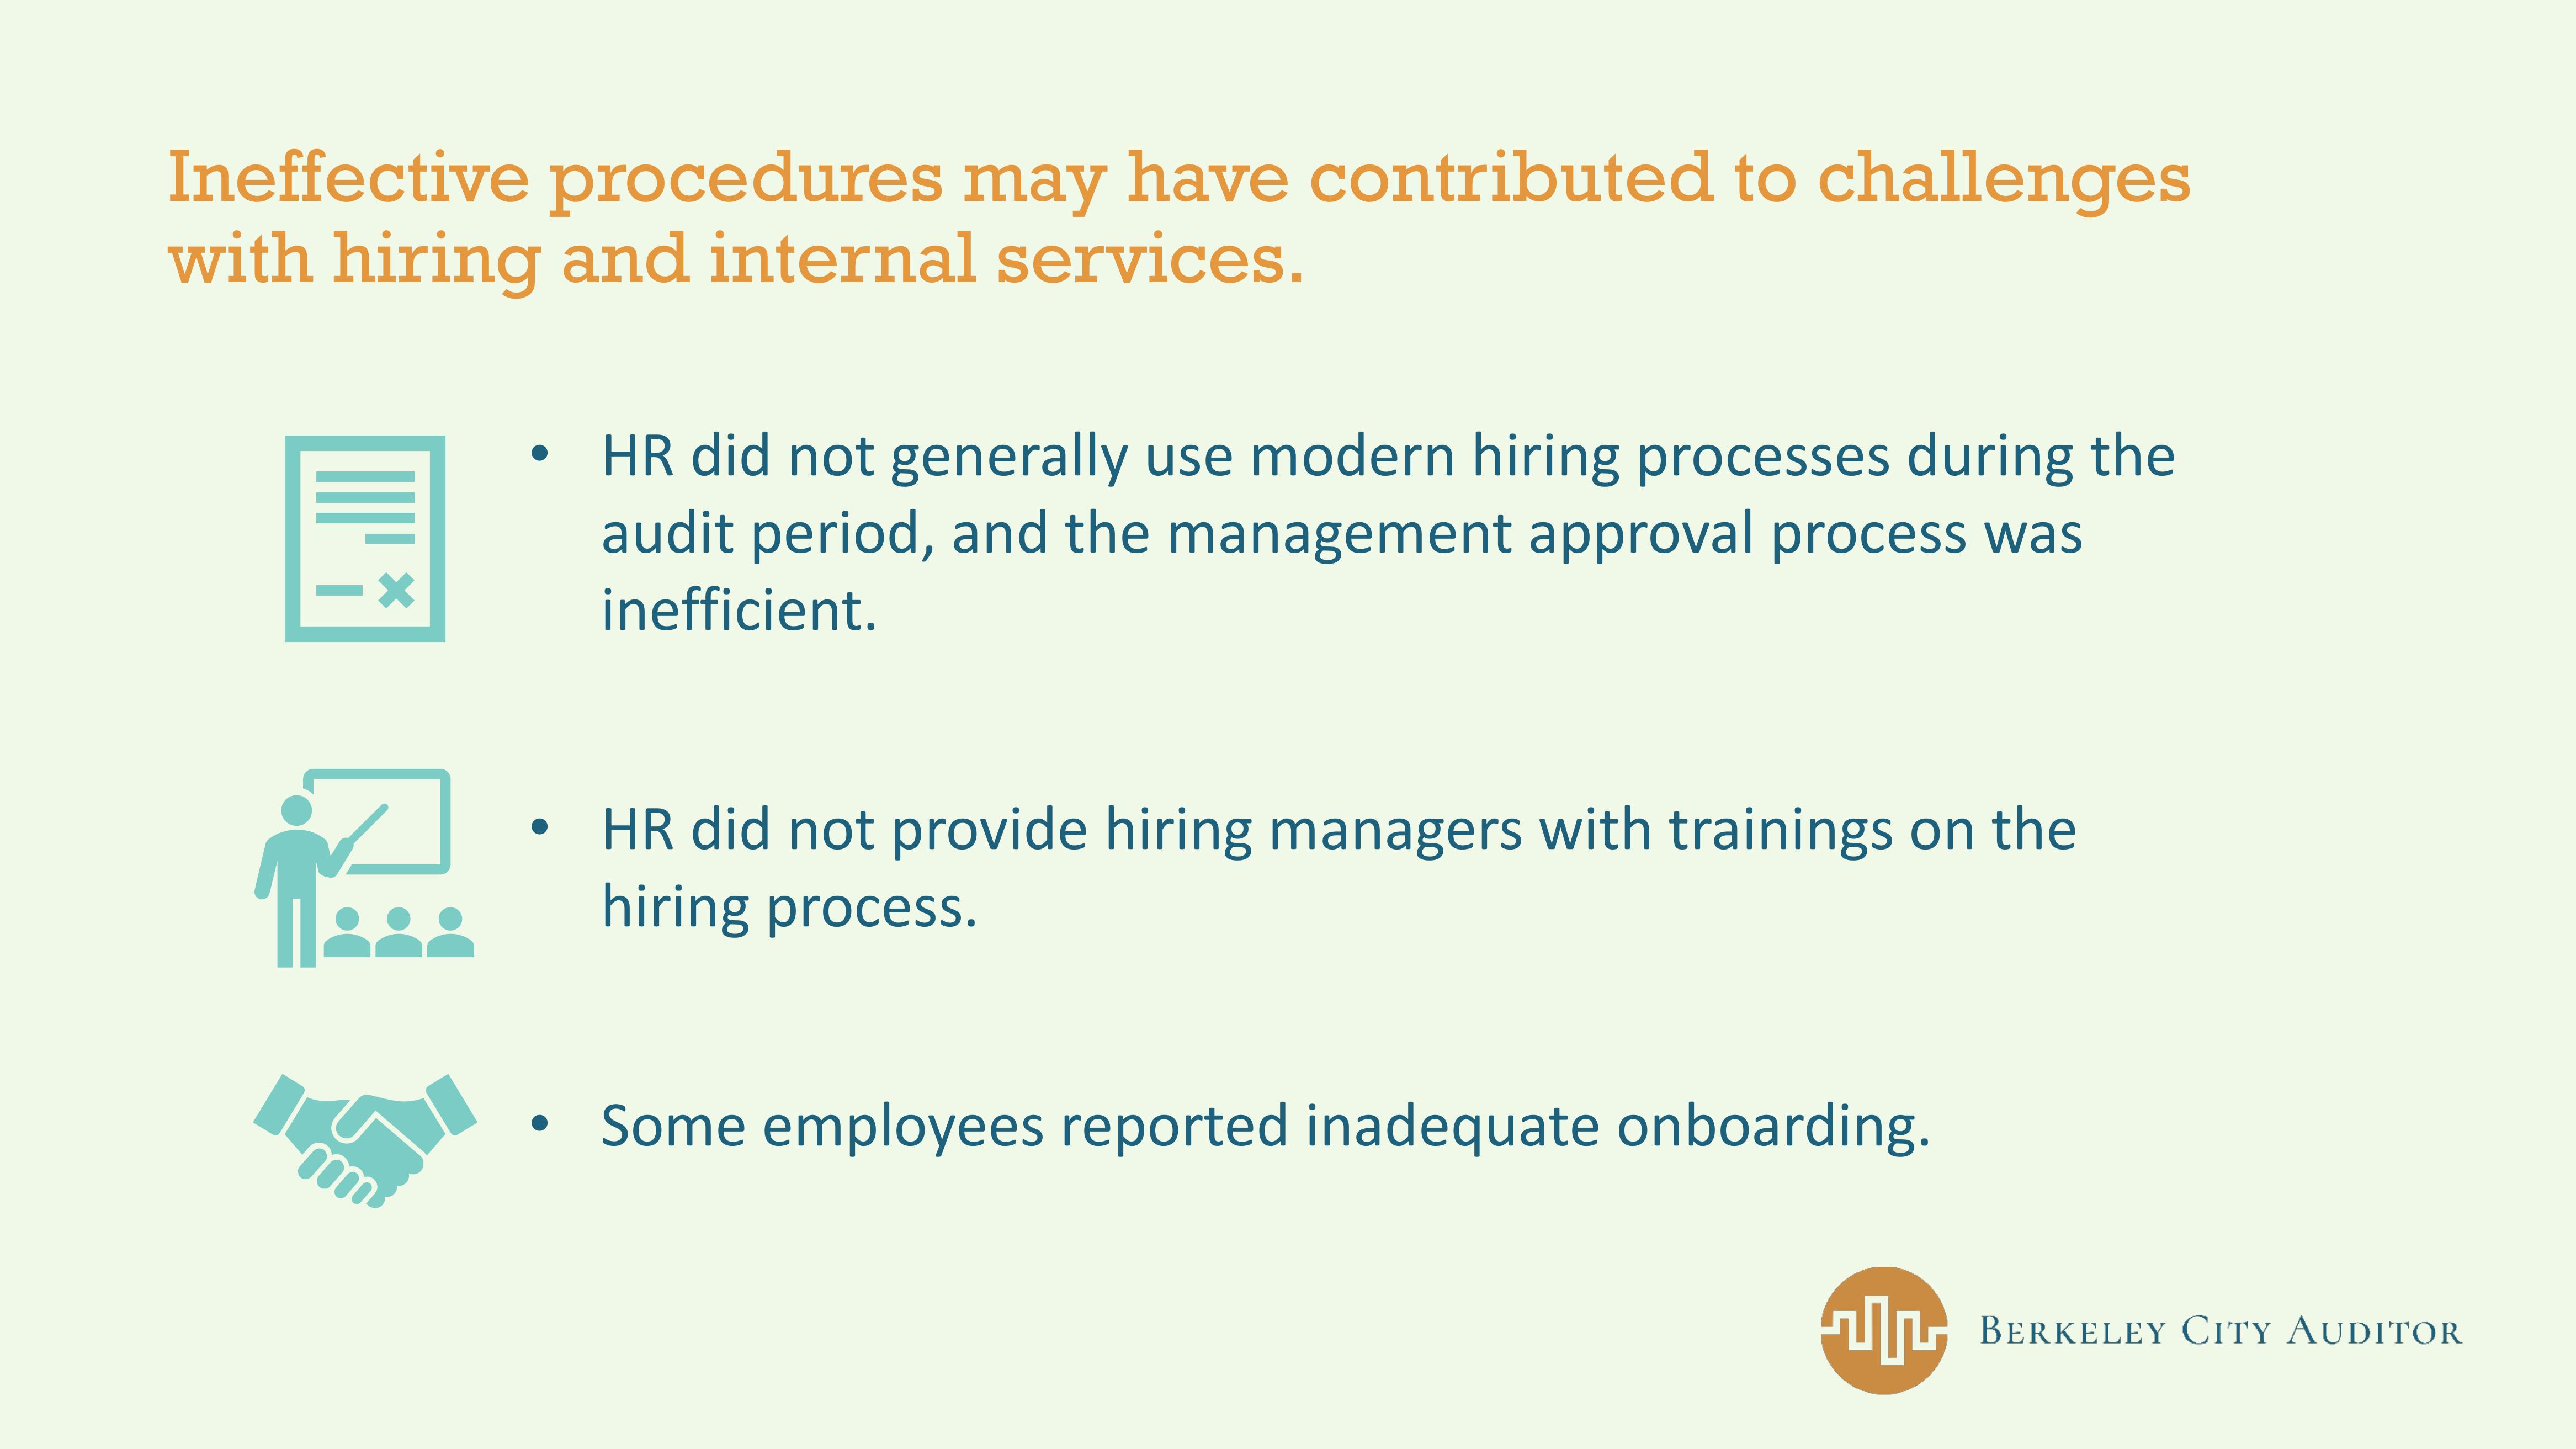 Ineffective procedures may have contributed to challenges
with hiring and internal services.
• HR did not generally use modern hiring processes during the
audit period, and the management approval process was
inefficient.
• HR did not provide hiring managers with trainings on the
hiring process.
• Some employees reported inadequate onboarding.
BERKELEY CITY AUDITOR